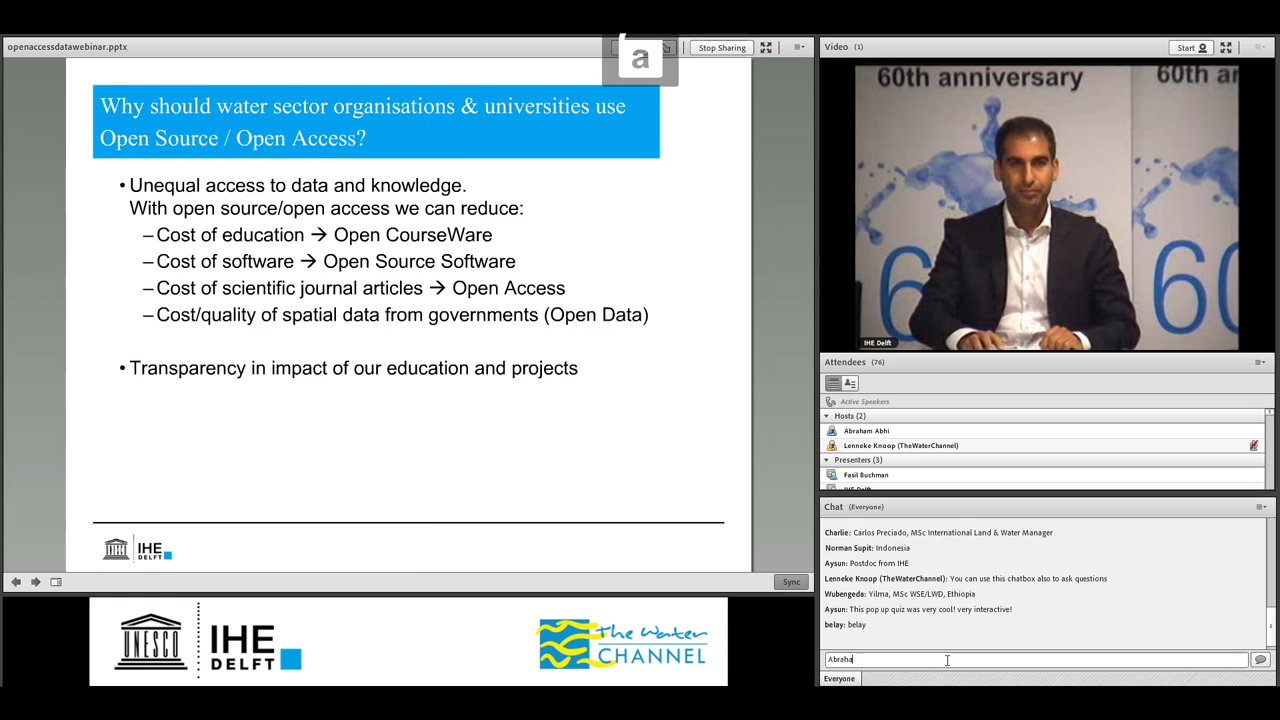 openaccessdatawebinar.pptx
a
Stop Sharing
Why should water sector organisations & universities use
Open Source / Open Access?
• Unequal access to data and knowledge.
With open source/open access we can reduce:
– Cost of education → Open CourseWare
– Cost of software → Open Source Software
– Cost of scientific journal articles → Open Access
– Cost/quality of spatial data from governments (Open Data)
• Transparency in impact of our education and projects
UNESCO
IHE
DELFT
Sync
UNESCO
IHE
DELFT
The Water
CHANNEL
Video (1)
Start
60th anniversary
60th an
60
60
IHE Delft
Attendees (76)
Active Speakers
Hosts (2)
Abraham Abhi
Lenneke Knoop (TheWaterChannel)
Presenters (3)
Fasil Buchman
IHE Delft
Chat (Everyone)
Charlie: Carlos Preciado, MSc International Land & Water Manager
Norman Supit: Indonesia
Aysun: Postdoc from IHE
Lenneke Knoop (TheWaterChannel): You can use this chatbox also to ask questions
Wubengeda: Yilma, MSc WSE/LWD, Ethiopia
Aysun: This pop up quiz was very cool! very interactive!
belay: belay
Abraha
Everyone